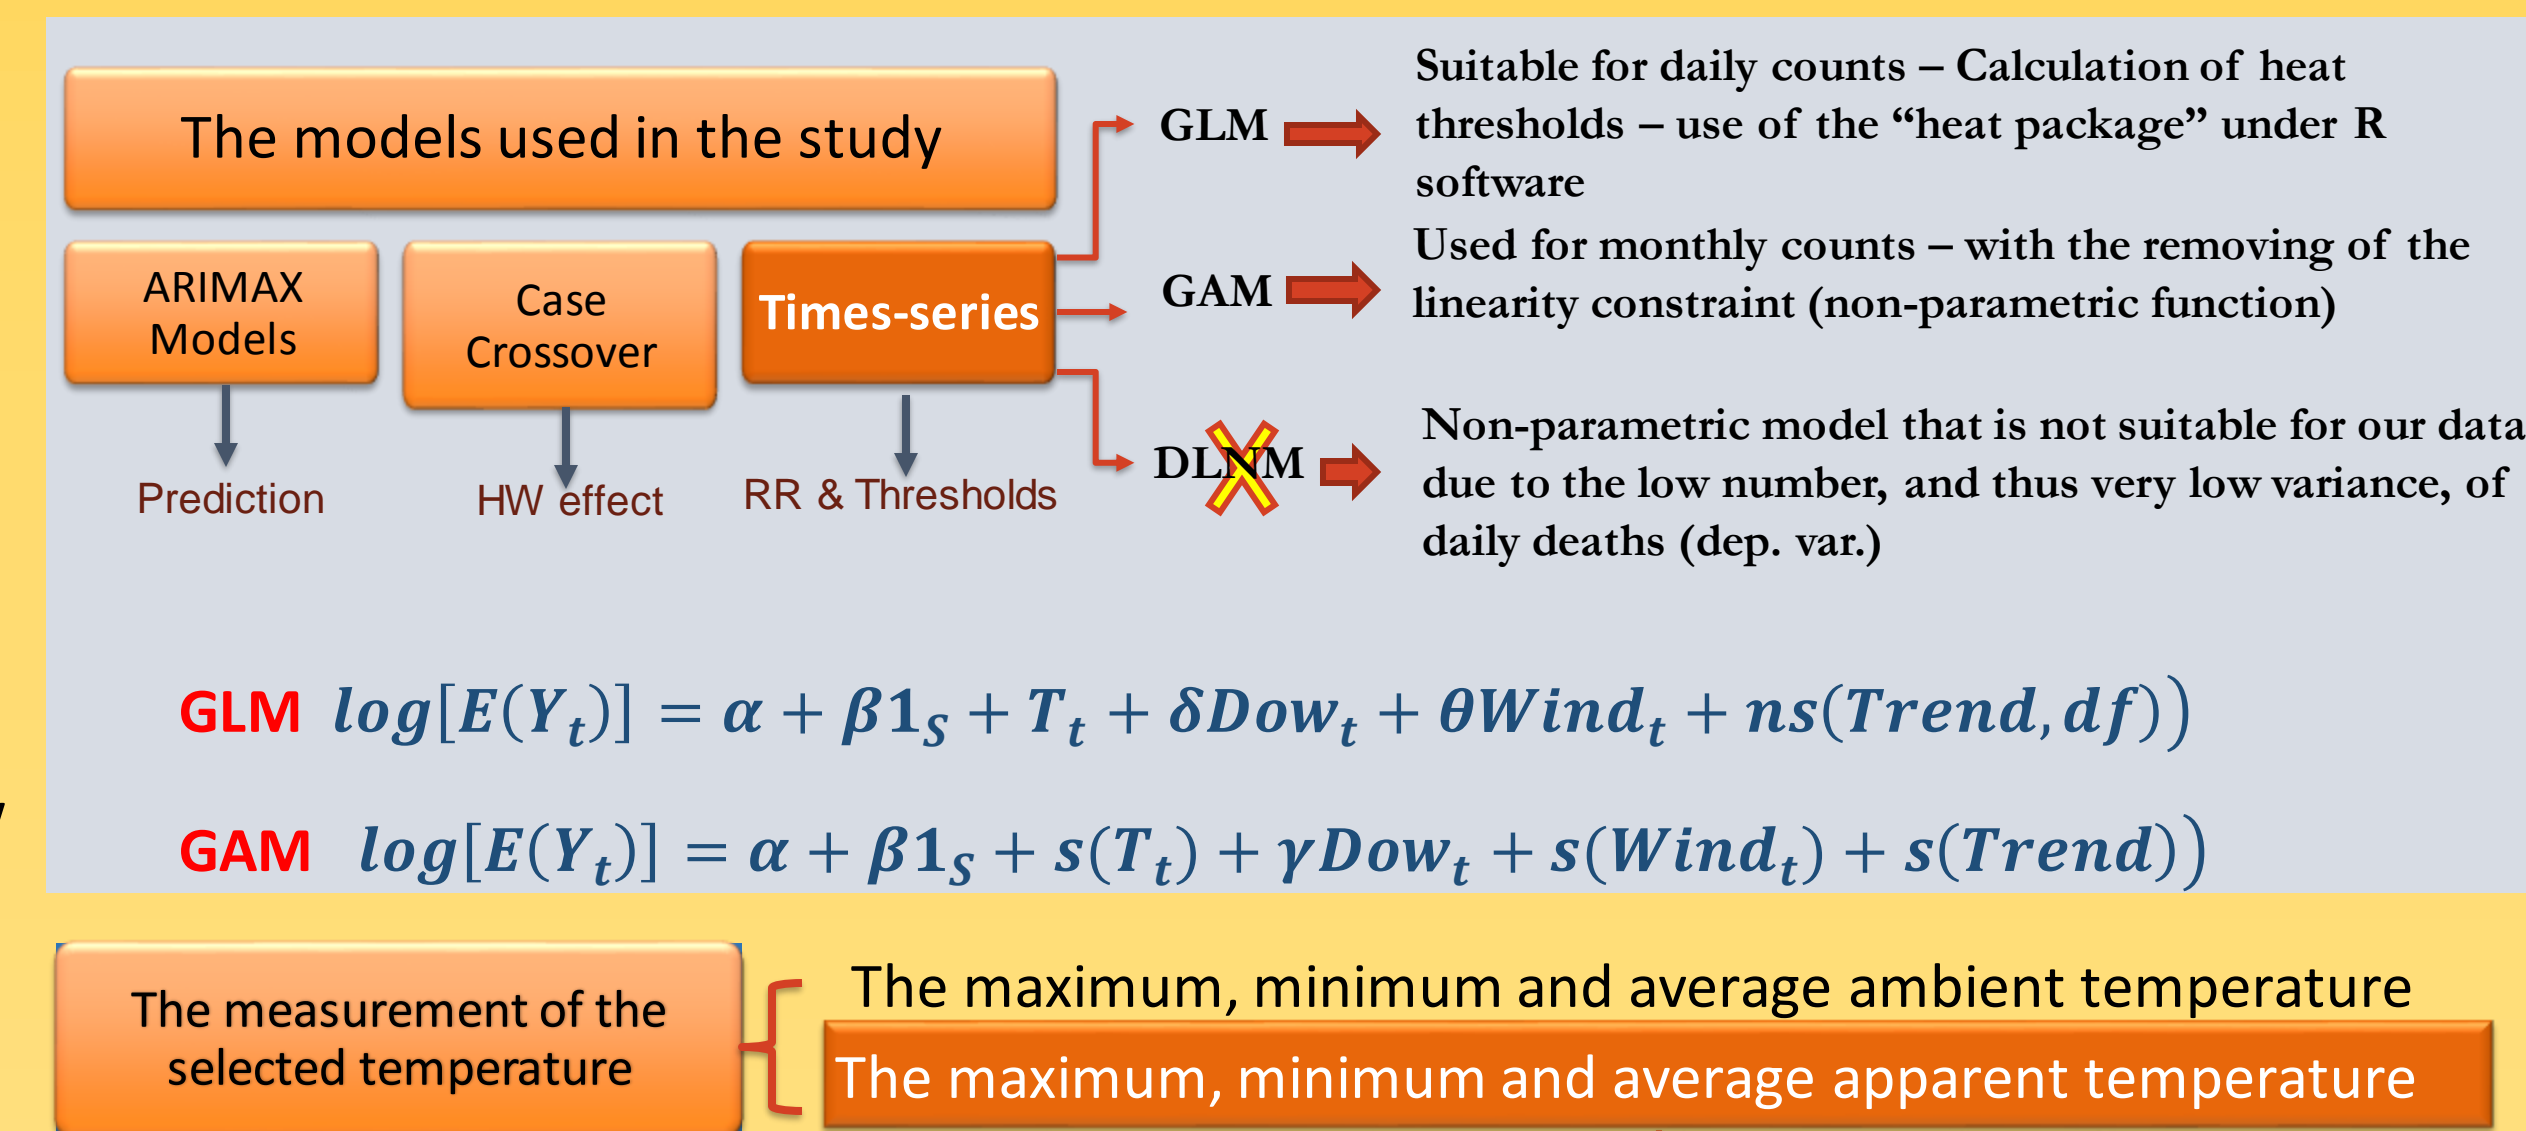 The models used in the study
ARIMAX
Models
Case
Crossover
Times-series
Prediction
HW effect
RR & Thresholds
GLM
Suitable for daily counts – Calculation of heat
thresholds – use of the “heat package” under R
software
GAM
Used for monthly counts – with the removing of the
linearity constraint (non-parametric function)
DLNM
Non-parametric model that is not suitable for our data
due to the low number, and thus very low variance, of
daily deaths (dep. var.)
GLM log[E(Y_t)] = α + β1_S + T_t + δDow_t + θWind_t + ns(Trend, df))
GAM log[E(Y_t)] = α + β1_S + s(T_t) + γDow_t + s(Wind_t) + s(Trend))
The measurement of the
selected temperature
The maximum, minimum and average ambient temperature
The maximum, minimum and average apparent temperature